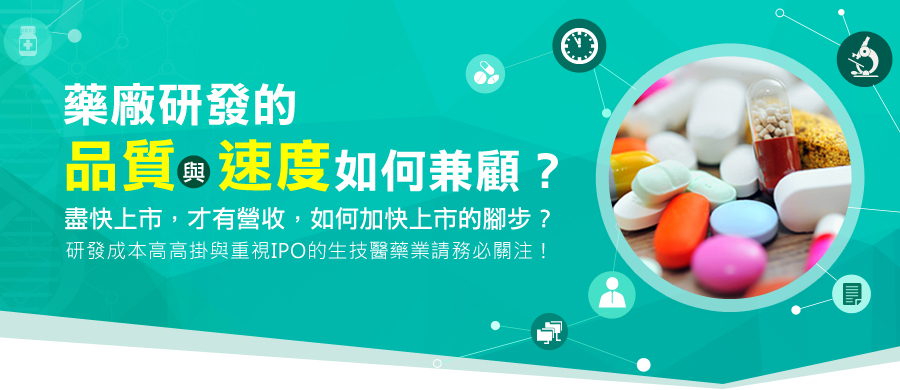 藥廠研發的
品質與速度如何兼顧？
盡快上市，才有營收，如何加快上市的腳步？
研發成本高高掛與重視IPO的生技醫藥業請務必關注！